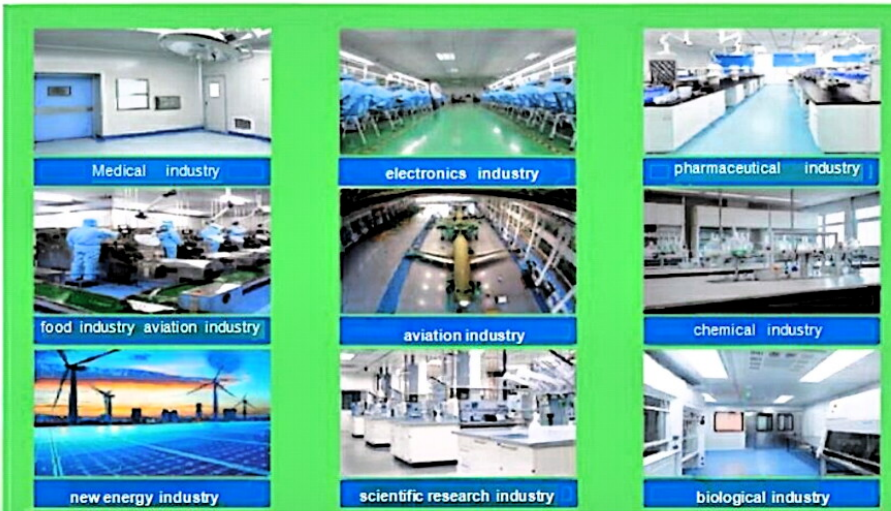 Medical industry
electronics industry
pharmaceutical industry
food industry aviation industry
aviation industry
chemical industry
new energy industry
scientific research industry
biological industry